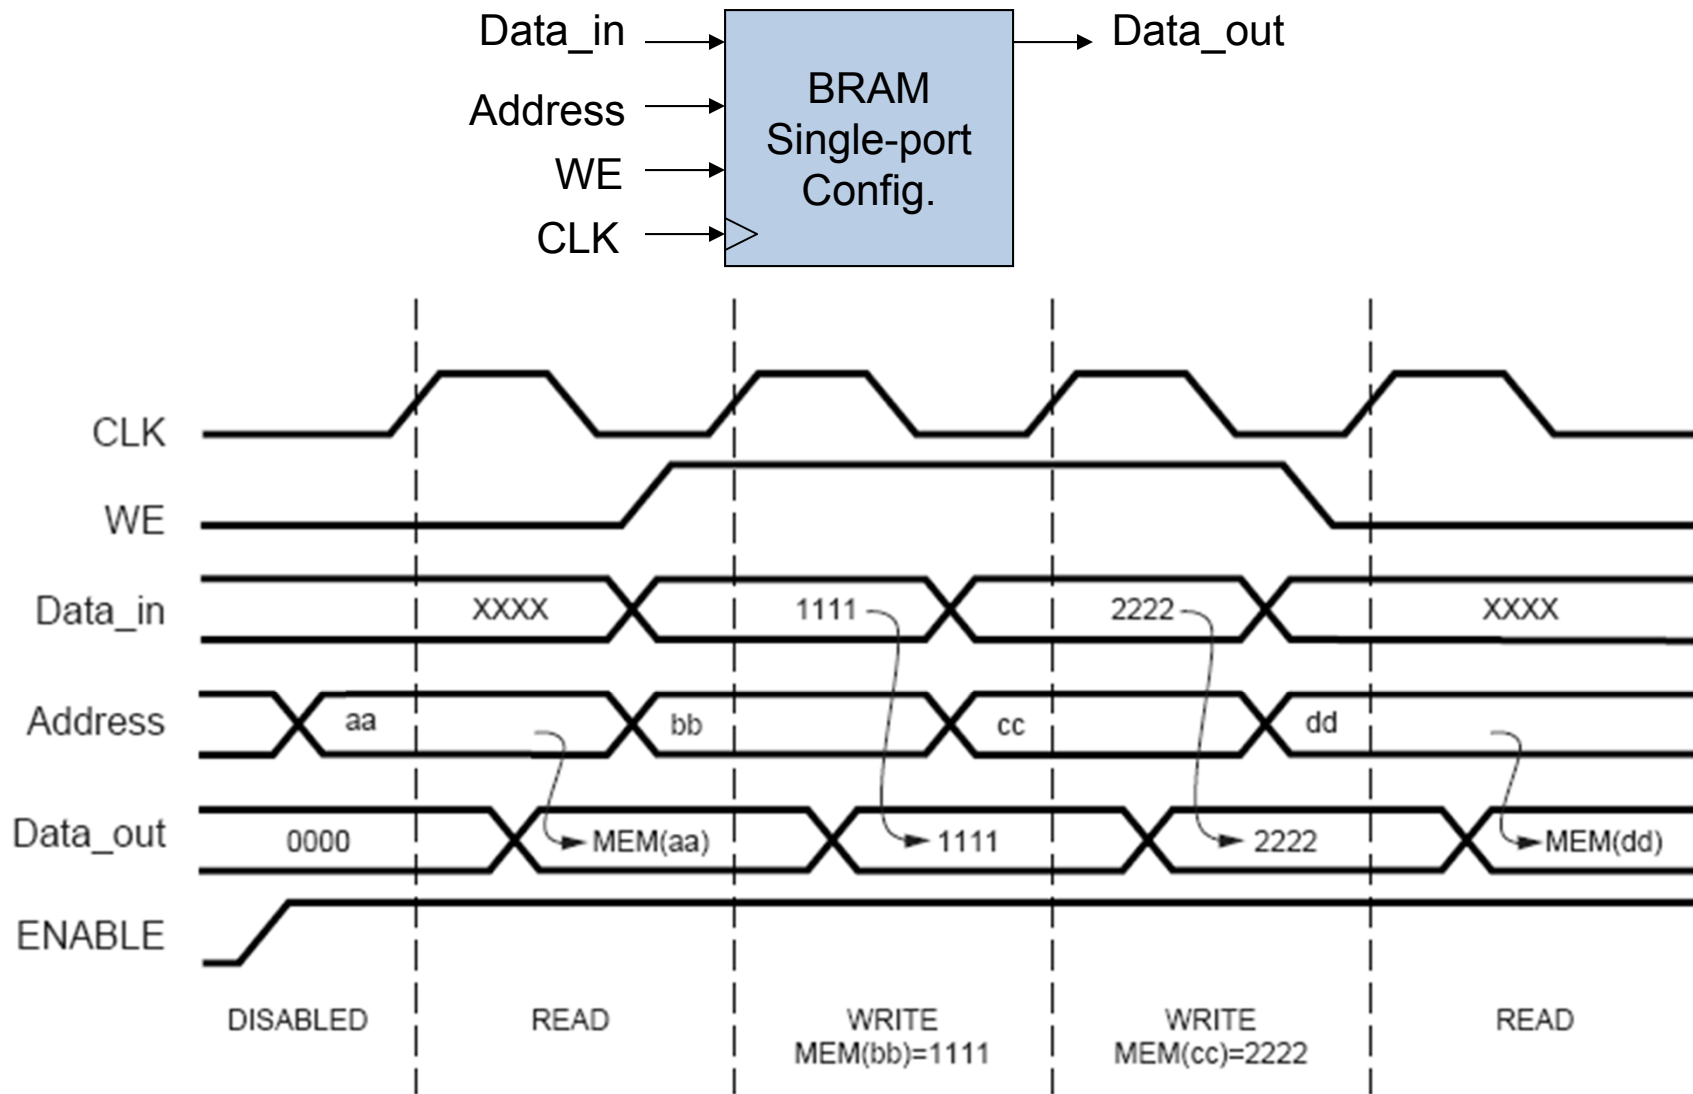 Data_in
Data_out
Address
WE
CLK
BRAM
Single-port
Config.
CLK
WE
Data_in
XXXX
1111
2222
XXXX
Address
aa
bb
cc
dd
Data_out
0000
MEM(aa)
1111
2222
MEM(dd)
ENABLE
DISABLED
READ
WRITE
MEM(bb)=1111
WRITE
MEM(cc)=2222
READ